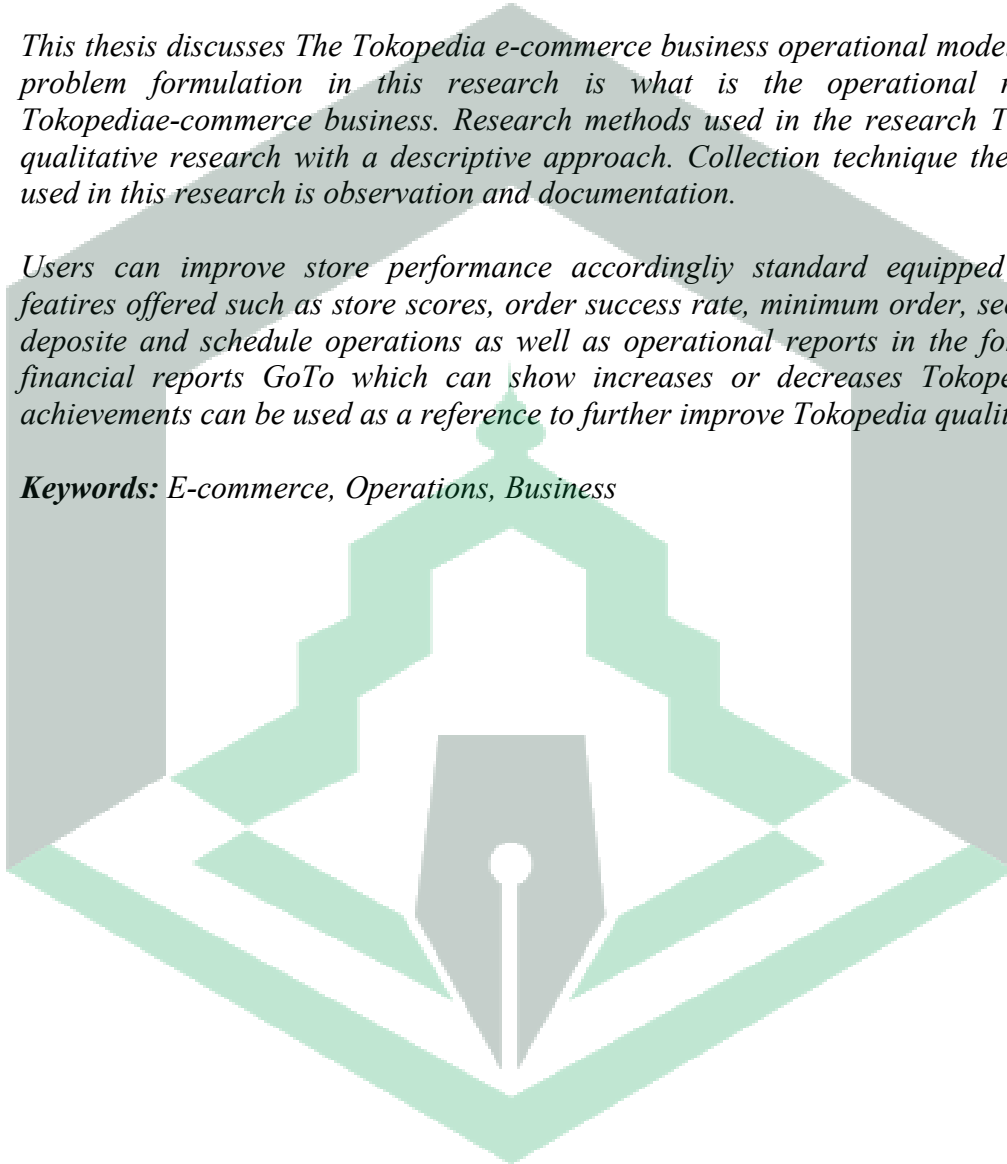 This thesis discusses The Tokopedia e-commerce business operational mode
problem formulation in this research is what is the operational
Tokopediae-commerce business. Research methods used in the research
qualitative research with a descriptive approach. Collection technique the
used in this research is observation and documentation.
Users can improve store performance accordingliy standard equipped
featires offered such as store scores, order success rate, minimum order,
deposite and schedule operations as well as operational reports in the
financial reports GoTo which can show increases or decreases
achievements can be used as a reference to further improve Tokopedia
Keywords: E-commerce, Operations, Business